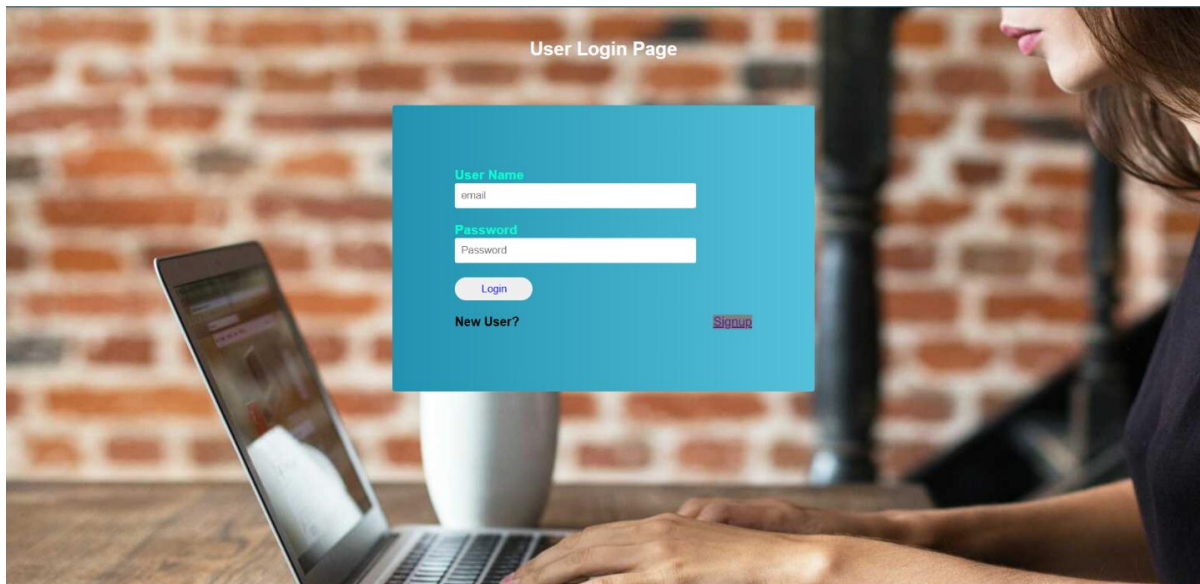 User Login Page
User Name
email
Password
Password
Login
New User? Signup